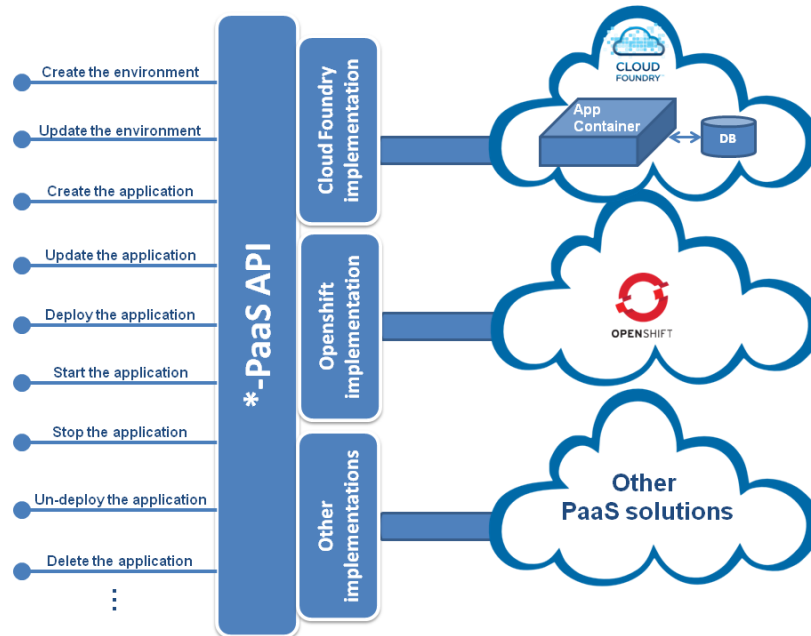 Create the environment
Update the environment
Create the application
Update the application
Deploy the application
Start the application
Stop the application
Un-deploy the application
Delete the application
...
*-PaaS API
Cloud Foundry
implementation
Openshift
implementation
Other
implementations
CLOUD
FOUNDRY
App
Container
DB
OPENSHIFT
Other
PaaS solutions